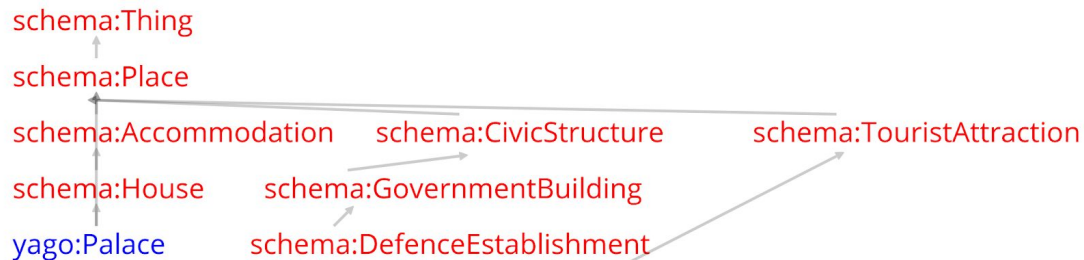 schema:Thing
schema:Place
schema:Accommodation schema:CivicStructure schema:TouristAttraction
schema:House schema:GovernmentBuilding
yago:Palace schema:DefenceEstablishment